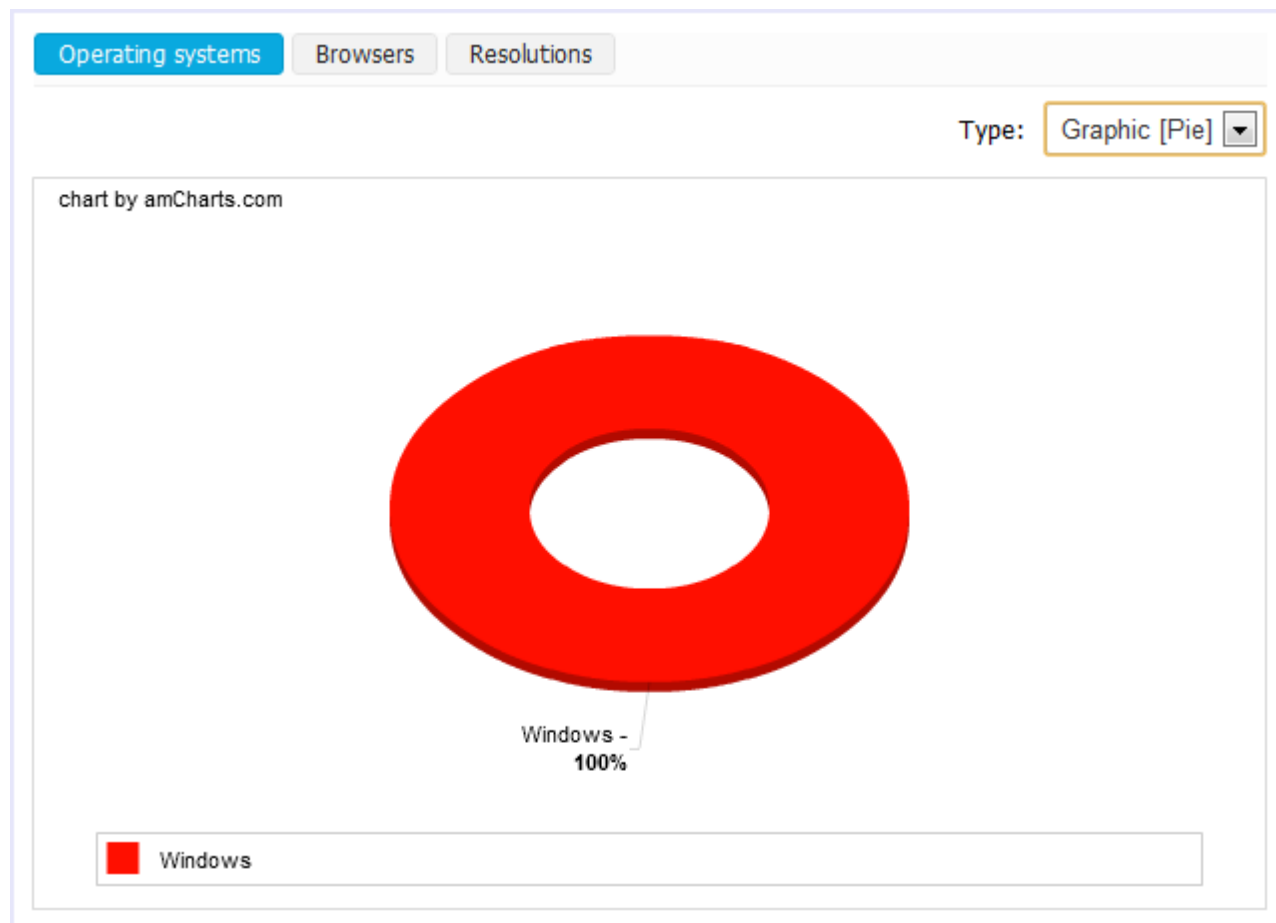 Operating systems Browsers Resolutions
Type: Graphic [Pie]
chart by amCharts.com
Windows -
100%
Windows